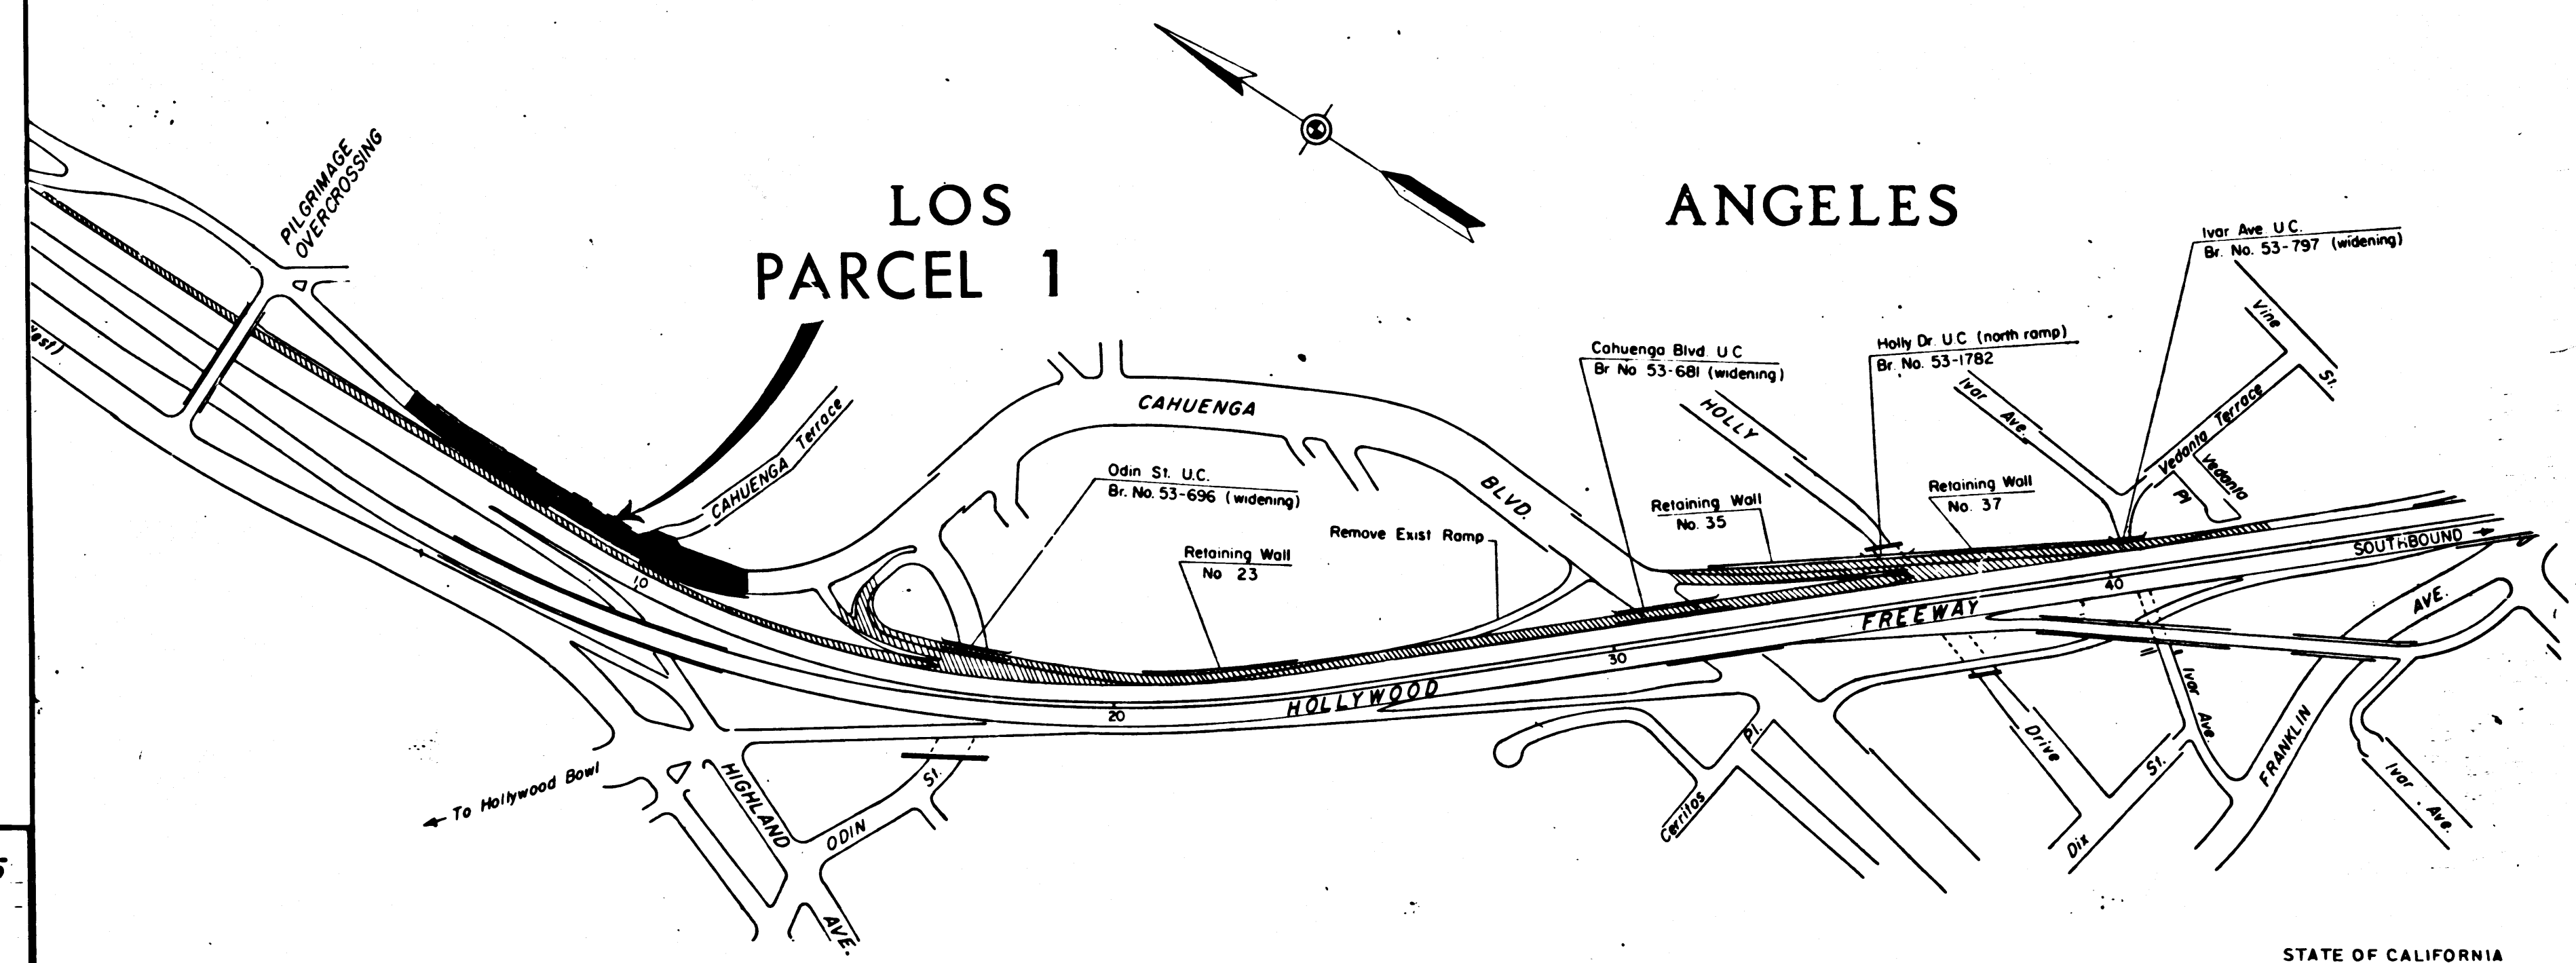 PILGRIMAGE
OVERCROSSING
LOS ANGELES
PARCEL 1
Ivar Ave U.C.
Br. No. 53-797 (widening)
Vine
St.
Cahuenga Blvd. U C
Br No 53-681 (widening)
Holly Dr. U.C (north ramp)
Br. No. 53-1782
Ivar Ave.
Vedanta Terrace
Vedanta
Pl
HOLLY
CAHUENGA Terrace
CAHUENGA
BLVD.
Odin St. U.C.
Br. No. 53-696 (widening)
Retaining Wall
No. 35
Retaining Wall
No. 37
Remove Exist Ramp
Retaining Wall
No 23
est)
10
20
30
40
SOUTHBOUND
HOLLYWOOD FREEWAY
AVE.
FRANKLIN
Ivar
Ave.
Ivar. Ave.
Drive
Dix St.
Cerritos
Pl.
To Hollywood Bowl
HIGHLAND
AVE.
ODIN
St.
STATE OF CALIFORNIA